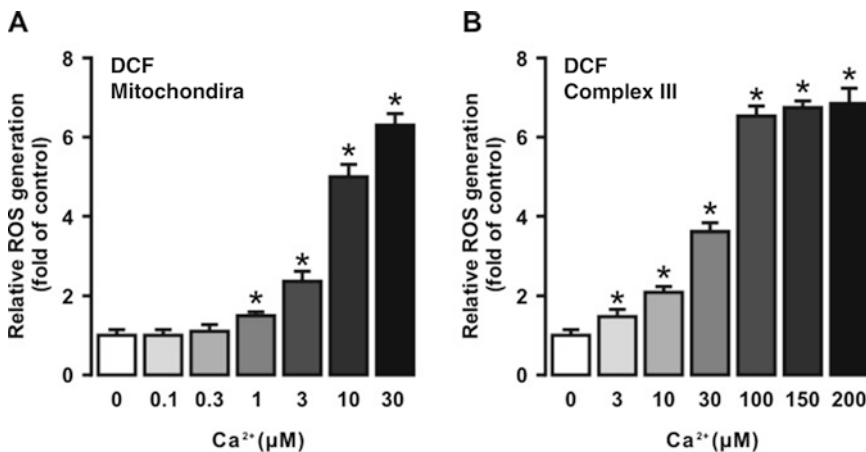 A
DCF
Mitochondira
Relative ROS generation
(fold of control)
8
6
4
2
0
*
*
*
*
0 0.1 0.3 1 3 10 30
Ca²⁺(μM)
B
DCF
Complex III
Relative ROS generation
(fold of control)
8
6
4
2
0
*
*
*
*
*
*
0 3 10 30 100 150 200
Ca²⁺(μM)